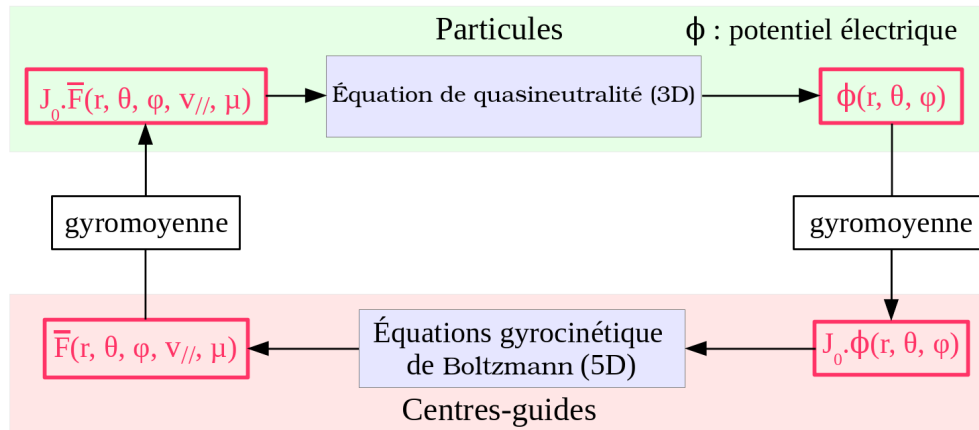 Particules
ϕ : potentiel électrique
J₀.F̅(r, θ, φ, v//, µ)
Équation de quasineutralité (3D)
ϕ(r, θ, φ)
gyromoyenne
gyromoyenne
F̅(r, θ, φ, v//, µ)
Équations gyrocinétique
de Boltzmann (5D)
J₀.ϕ(r, θ, φ)
Centres-guides